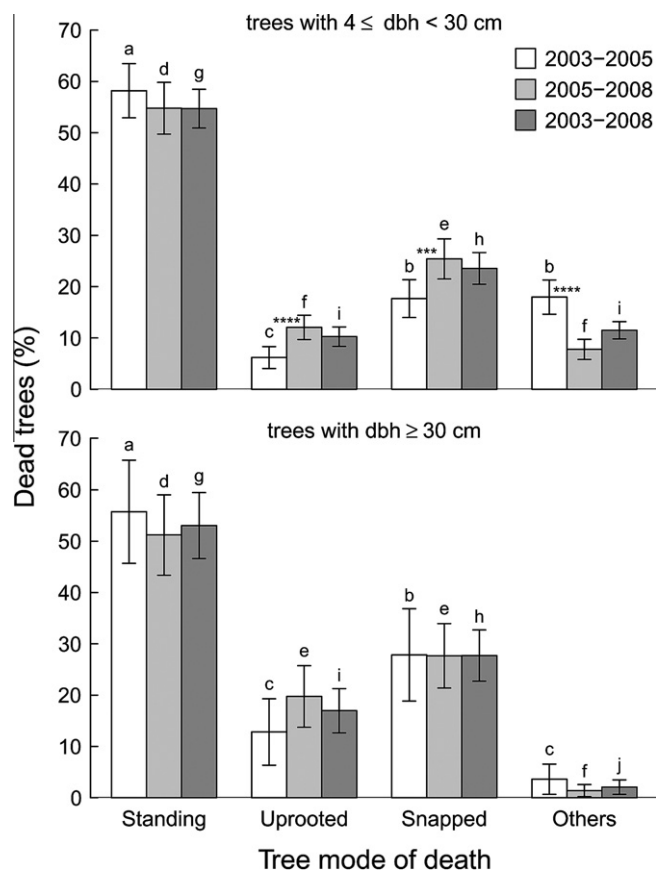 trees with 4 ≤ dbh < 30 cm
70
60
50
40
30
20
10
0
2003−2005
2005−2008
2003−2008
a
d
g
c
****
f
i
b
***
e
h
b
****
f
i
Dead trees (%)
trees with dbh ≥ 30 cm
70
60
50
40
30
20
10
0
a
d
g
c
e
i
b
e
h
c
f
j
Standing Uprooted Snapped Others
Tree mode of death